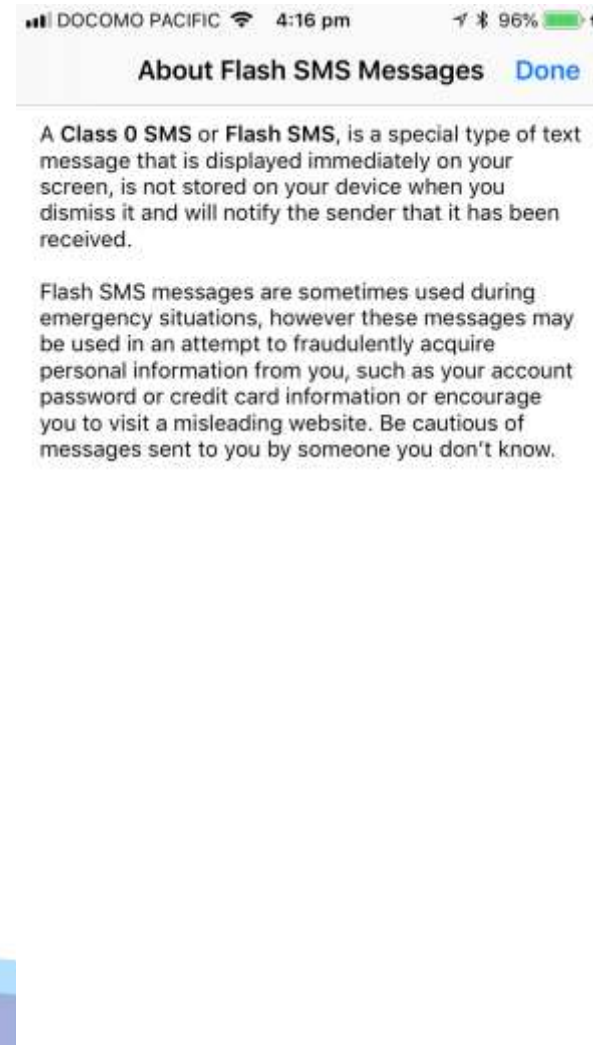 DOCOMO PACIFIC 4:16 pm 96%
About Flash SMS Messages Done
A Class 0 SMS or Flash SMS, is a special type of text
message that is displayed immediately on your
screen, is not stored on your device when you
dismiss it and will notify the sender that it has been
received.
Flash SMS messages are sometimes used during
emergency situations, however these messages may
be used in an attempt to fraudulently acquire
personal information from you, such as your account
password or credit card information or encourage
you to visit a misleading website. Be cautious of
messages sent to you by someone you don't know.